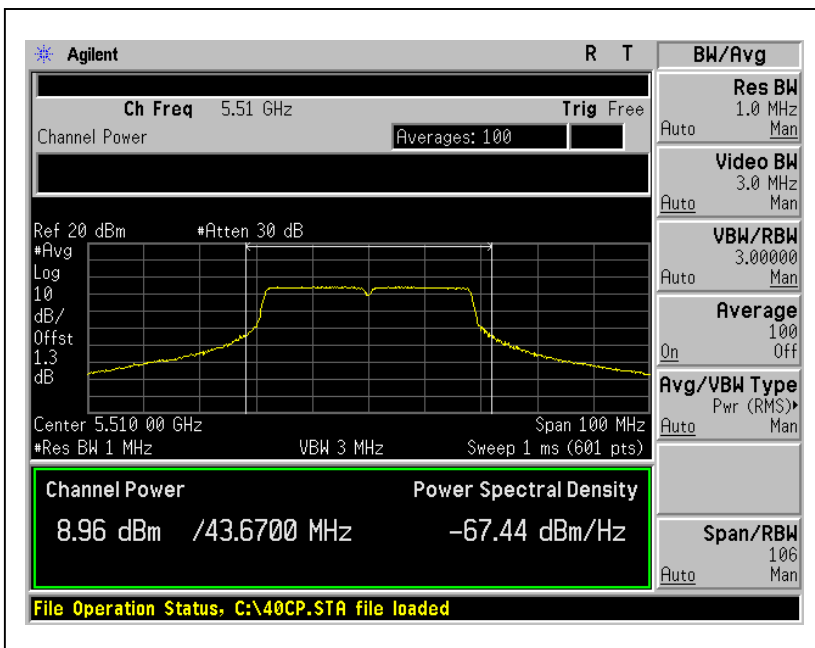 Agilent R T BW/Avg
Ch Freq 5.51 GHz Trig Free
Channel Power Averages: 100
Res BW
1.0 MHz
Auto Man
Video BW
3.0 MHz
Auto Man
VBW/RBW
3.00000
Auto Man
Average
100
On Off
Avg/VBW Type
Pwr (RMS)
Auto Man
Span/RBW
106
Auto Man
Ref 20 dBm #Atten 30 dB
#Avg
Log
10
dB/
Offst
1.3
dB
Center 5.510 00 GHz Span 100 MHz
#Res BW 1 MHz VBW 3 MHz Sweep 1 ms (601 pts)
Channel Power Power Spectral Density
8.96 dBm /43.6700 MHz -67.44 dBm/Hz
File Operation Status, C:\40CP.STA file loaded